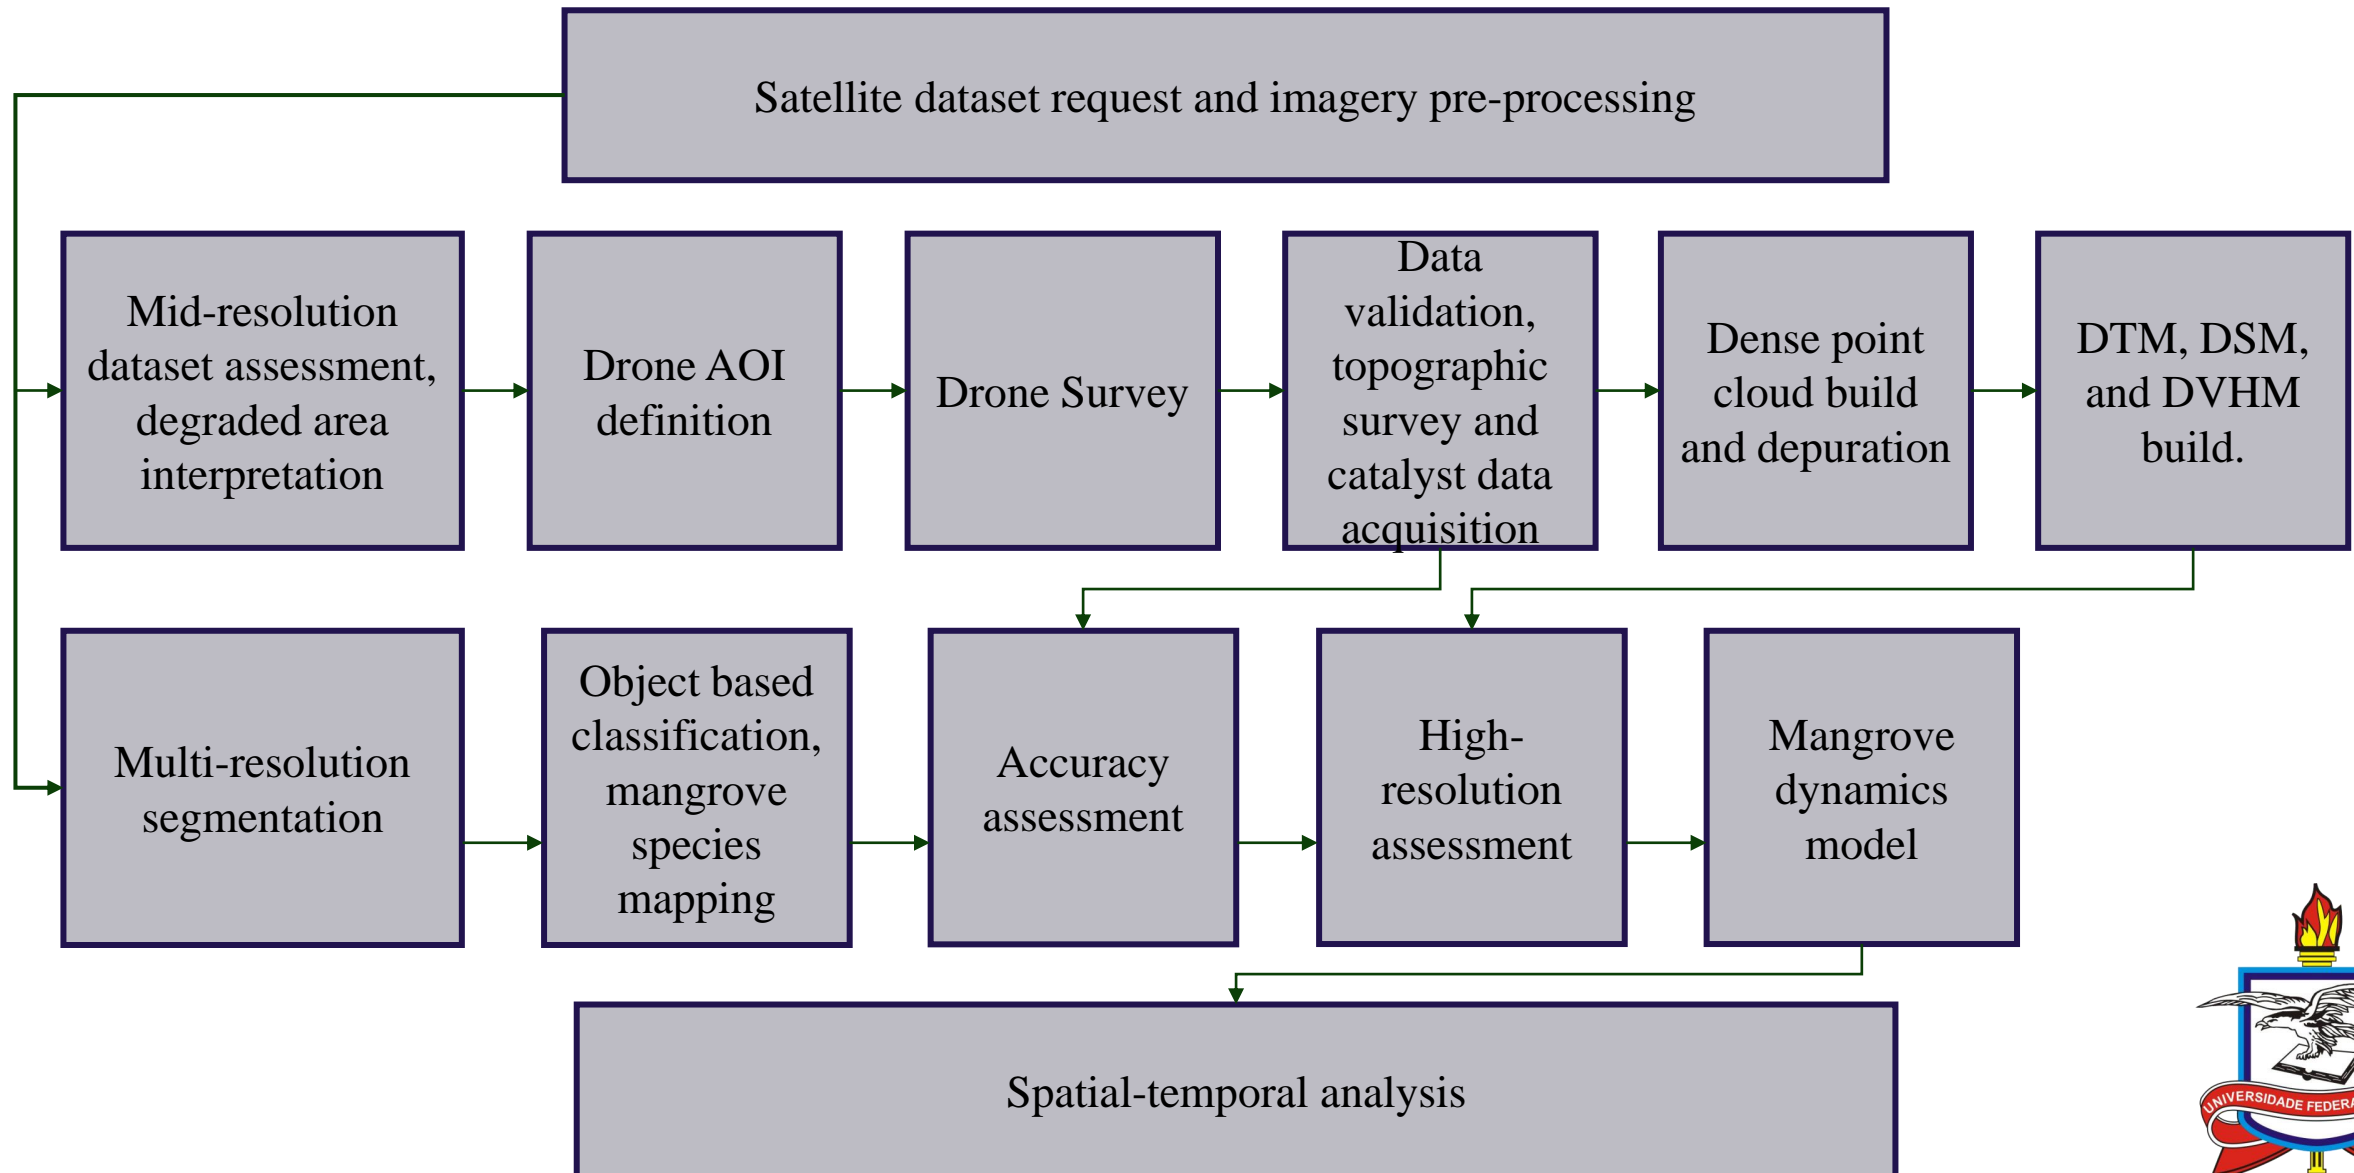 Satellite dataset request and imagery pre-processing
Mid-resolution
dataset assessment,
degraded area
interpretation
Drone AOI
definition
Drone Survey
Data
validation,
topographic
survey and
catalyst data
acquisition
Dense point
cloud build
and depuration
DTM, DSM,
and DVHM
build.
Multi-resolution
segmentation
Object based
classification,
mangrove
species
mapping
Accuracy
assessment
High-
resolution
assessment
Mangrove
dynamics
model
Spatial-temporal analysis
UNIVERSIDADE FEDERA